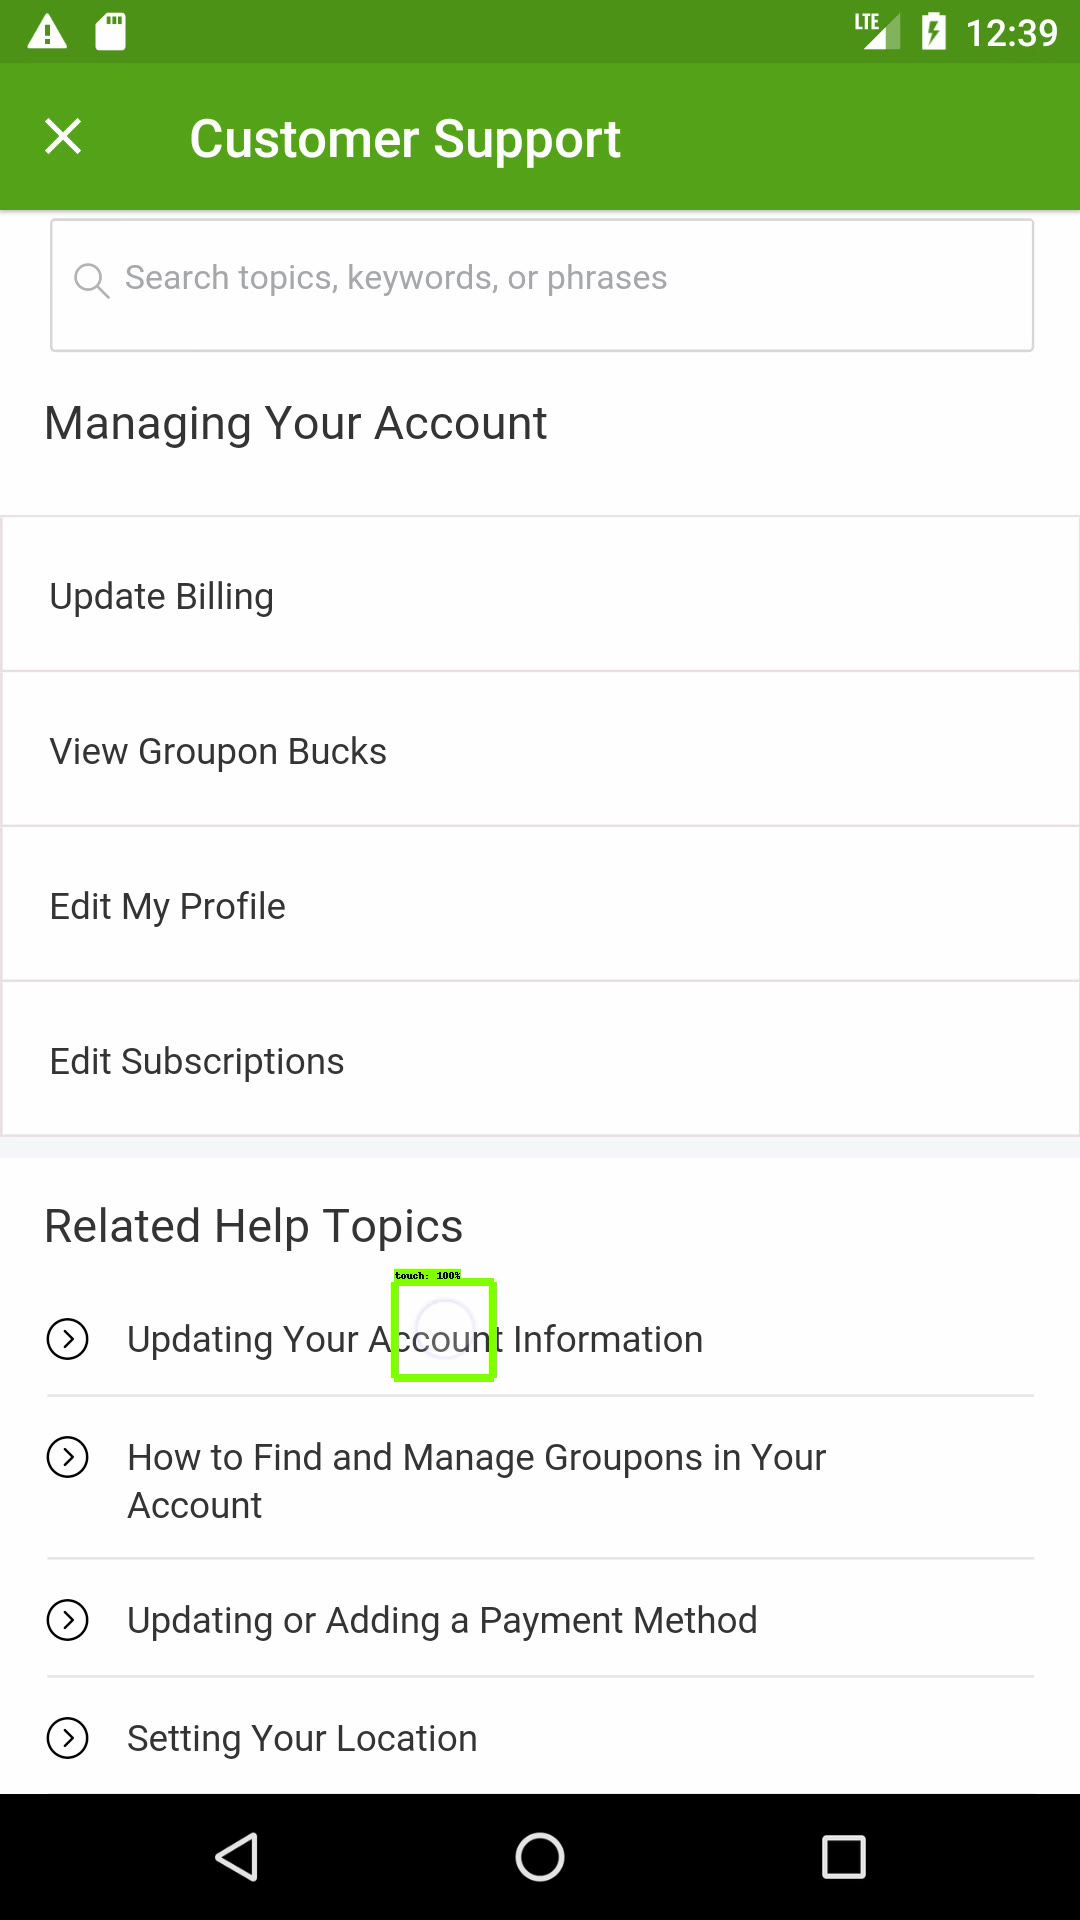 LTE 12:39
Customer Support
Search topics, keywords, or phrases
Managing Your Account
Update Billing
View Groupon Bucks
Edit My Profile
Edit Subscriptions
Related Help Topics
touch: 100%
Updating Your Account Information
How to Find and Manage Groupons in Your
Account
Updating or Adding a Payment Method
Setting Your Location